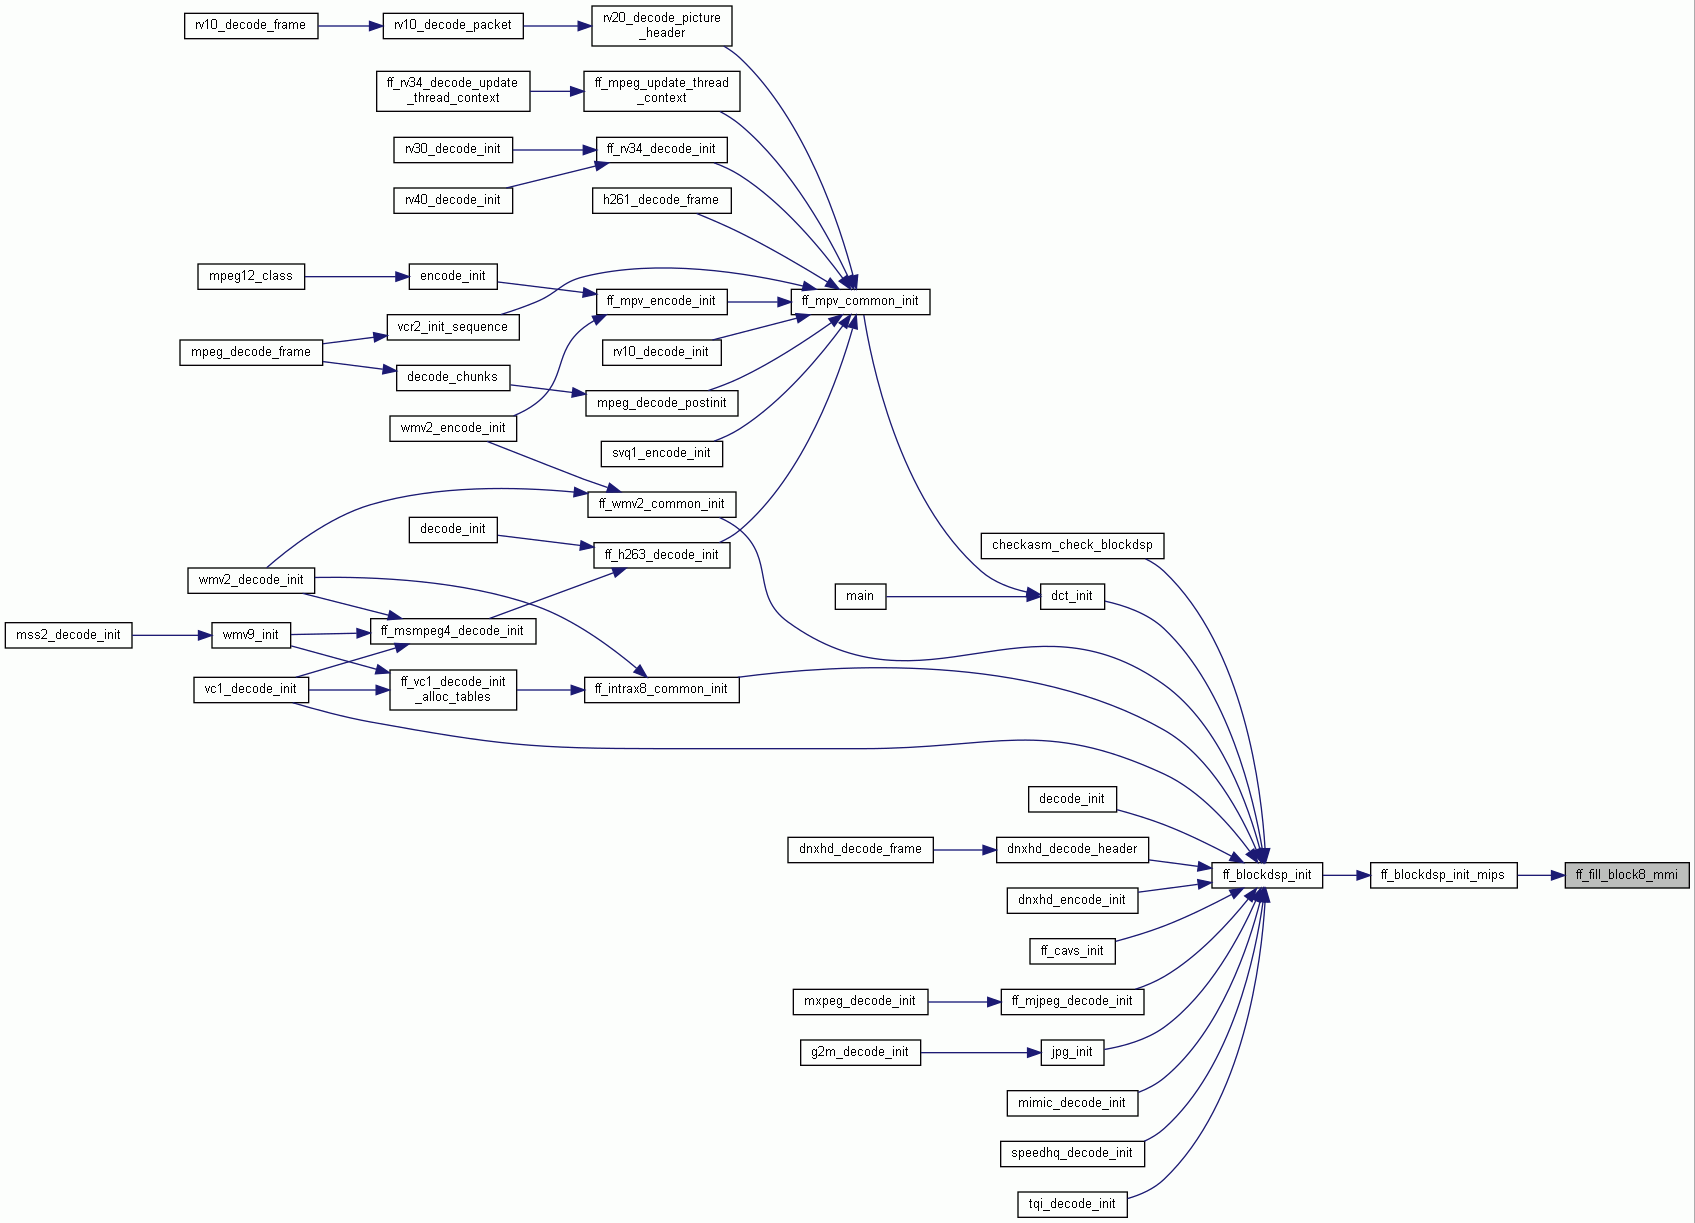 rv10_decode_frame
rv10_decode_packet
rv20_decode_picture
_header
ff_rv34_decode_update
_thread_context
ff_mpeg_update_thread
_context
rv30_decode_init
ff_rv34_decode_init
rv40_decode_init
h261_decode_frame
mpeg12_class
encode_init
ff_mpv_encode_init
ff_mpv_common_init
vcr2_init_sequence
mpeg_decode_frame
rv10_decode_init
decode_chunks
mpeg_decode_postinit
wmv2_encode_init
svq1_encode_init
ff_wmv2_common_init
decode_init
ff_h263_decode_init
checkasm_check_blockdsp
wmv2_decode_init
main
dct_init
mss2_decode_init
wmv9_init
ff_msmpeg4_decode_init
vc1_decode_init
ff_vc1_decode_init
_alloc_tables
ff_intrax8_common_init
decode_init
dnxhd_decode_frame
dnxhd_decode_header
ff_blockdsp_init
ff_blockdsp_init_mips
ff_fill_block8_mmi
dnxhd_encode_init
ff_cavs_init
mxpeg_decode_init
ff_mjpeg_decode_init
g2m_decode_init
jpg_init
mimic_decode_init
speedhq_decode_init
tqi_decode_init